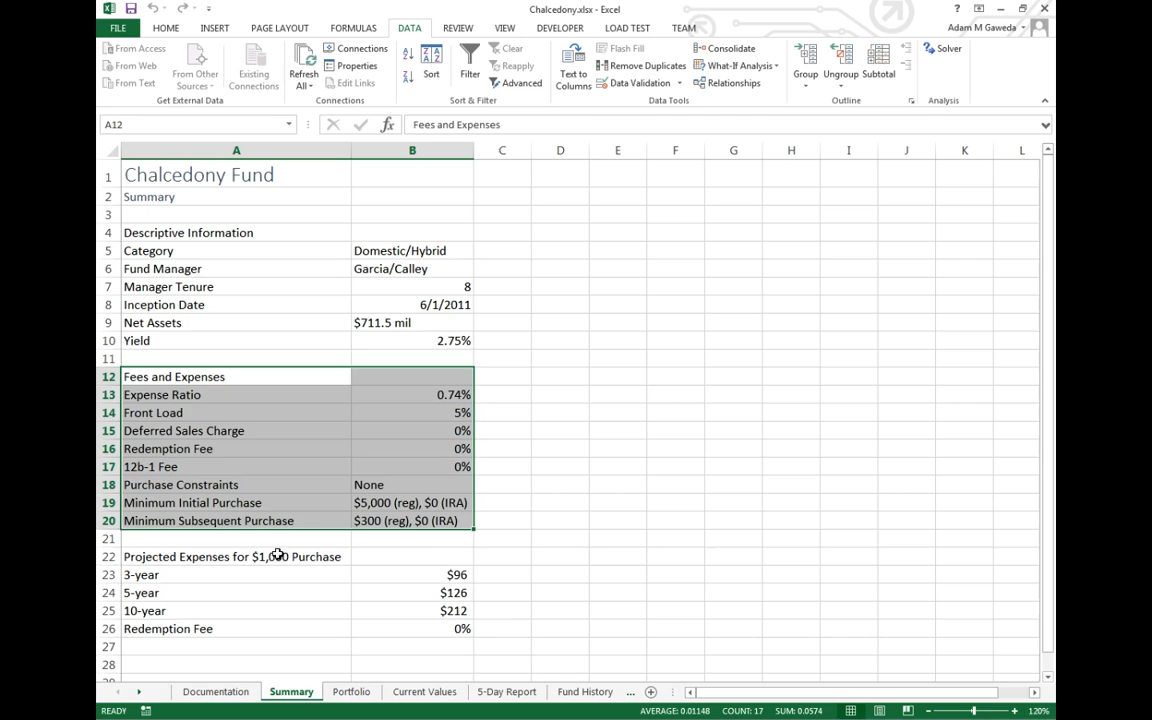 Chalcedony.xlsx - Excel
FILE HOME INSERT PAGE LAYOUT FORMULAS DATA REVIEW VIEW DEVELOPER LOAD TEST TEAM Adam M Gaweda
From Access
From Web
From Text
From Other Sources
Existing Connections
Get External Data
Refresh All
Connections
Properties
Edit Links
Connections
Sort
Filter
Clear
Reapply
Advanced
Sort & Filter
Text to Columns
Flash Fill
Remove Duplicates
Data Validation
Consolidate
What-If Analysis
Relationships
Data Tools
Group
Ungroup
Subtotal
Outline
Solver
Analysis
A12 fx Fees and Expenses
A B C D E F G H I J K L
1 Chalcedony Fund
2 Summary
3
4 Descriptive Information
5 Category Domestic/Hybrid
6 Fund Manager Garcia/Calley
7 Manager Tenure 8
8 Inception Date 6/1/2011
9 Net Assets $711.5 mil
10 Yield 2.75%
11
12 Fees and Expenses
13 Expense Ratio 0.74%
14 Front Load 5%
15 Deferred Sales Charge 0%
16 Redemption Fee 0%
17 12b-1 Fee 0%
18 Purchase Constraints None
19 Minimum Initial Purchase $5,000 (reg), $0 (IRA)
20 Minimum Subsequent Purchase $300 (reg), $0 (IRA)
21
22 Projected Expenses for $1,000 Purchase
23 3-year $96
24 5-year $126
25 10-year $212
26 Redemption Fee 0%
27
28
Documentation Summary Portfolio Current Values 5-Day Report Fund History ...
READY AVERAGE: 0.01148 COUNT: 17 SUM: 0.0574 120%